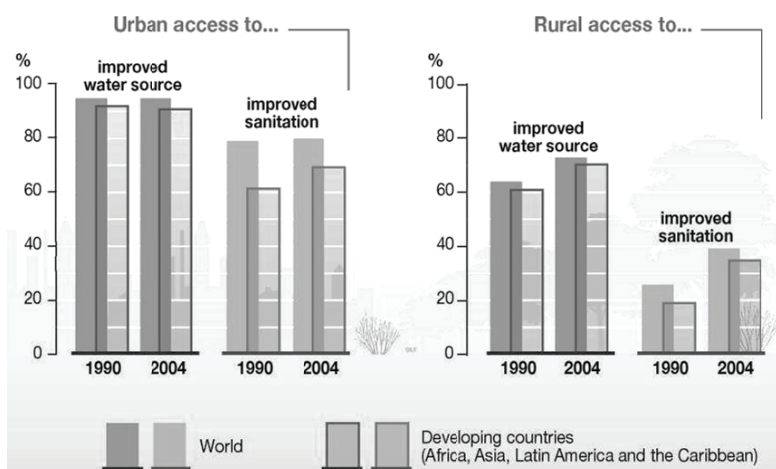 Urban access to...
%
improved
water source
improved
sanitation
100
80
60
40
20
0
1990 2004 1990 2004
Rural access to...
%
improved
water source
improved
sanitation
100
80
60
40
20
0
1990 2004 1990 2004
World
Developing countries
(Africa, Asia, Latin America and the Caribbean)